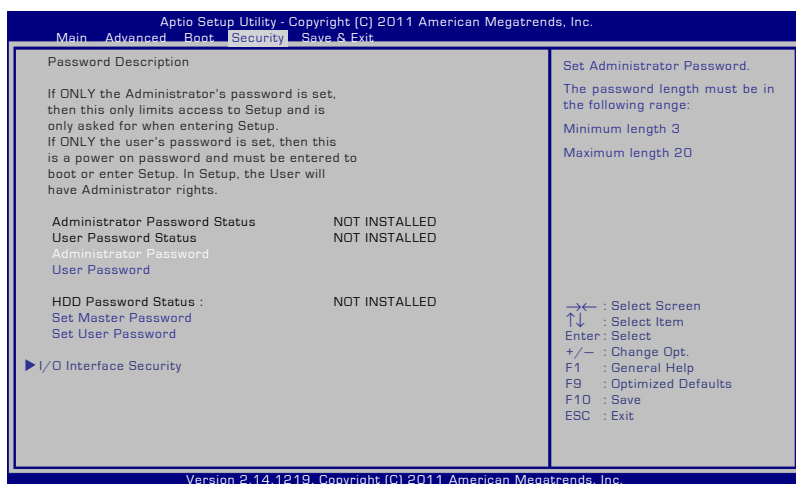 Aptio Setup Utility - Copyright (C) 2011 American Megatrends, Inc.
Main Advanced Boot Security Save & Exit
Password Description
If ONLY the Administrator's password is set,
then this only limits access to Setup and is
only asked for when entering Setup.
If ONLY the user's password is set, then this
is a power on password and must be entered to
boot or enter Setup. In Setup, the User will
have Administrator rights.
Administrator Password Status NOT INSTALLED
User Password Status NOT INSTALLED
Administrator Password
User Password
HDD Password Status : NOT INSTALLED
Set Master Password
Set User Password
I/O Interface Security
Set Administrator Password.
The password length must be in
the following range:
Minimum length 3
Maximum length 20
→← : Select Screen
↑↓ : Select Item
Enter : Select
+/— : Change Opt.
F1 : General Help
F9 : Optimized Defaults
F10 : Save
ESC : Exit
Version 2.14.1219. Copyright (C) 2011 American Megatrends, Inc.